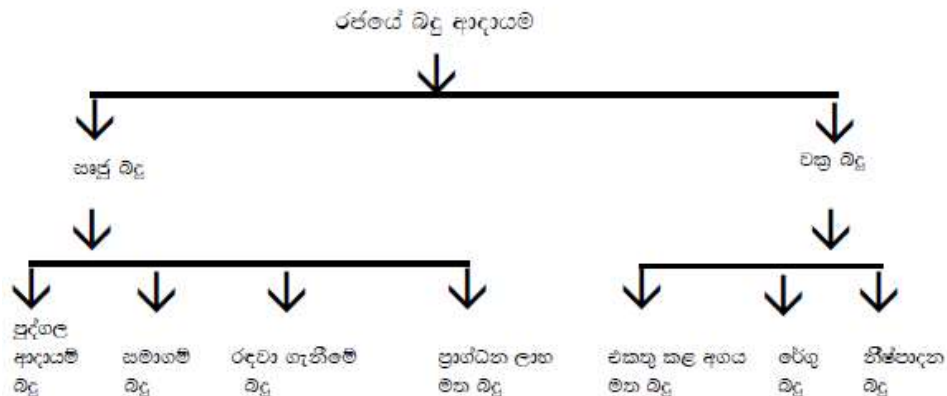 රජයේ බදු ආදායම
සෘජු බදු
වක්‍ර බදු
පුද්ගල
ආදායම්
බදු
සමාගම්
බදු
රඳවා ගැනීමේ
බදු
ප්‍රාග්ධන ලාභ
මත බදු
එකතු කළ අගය
මත බදු
රේගු
බදු
නිෂ්පාදන
බදු